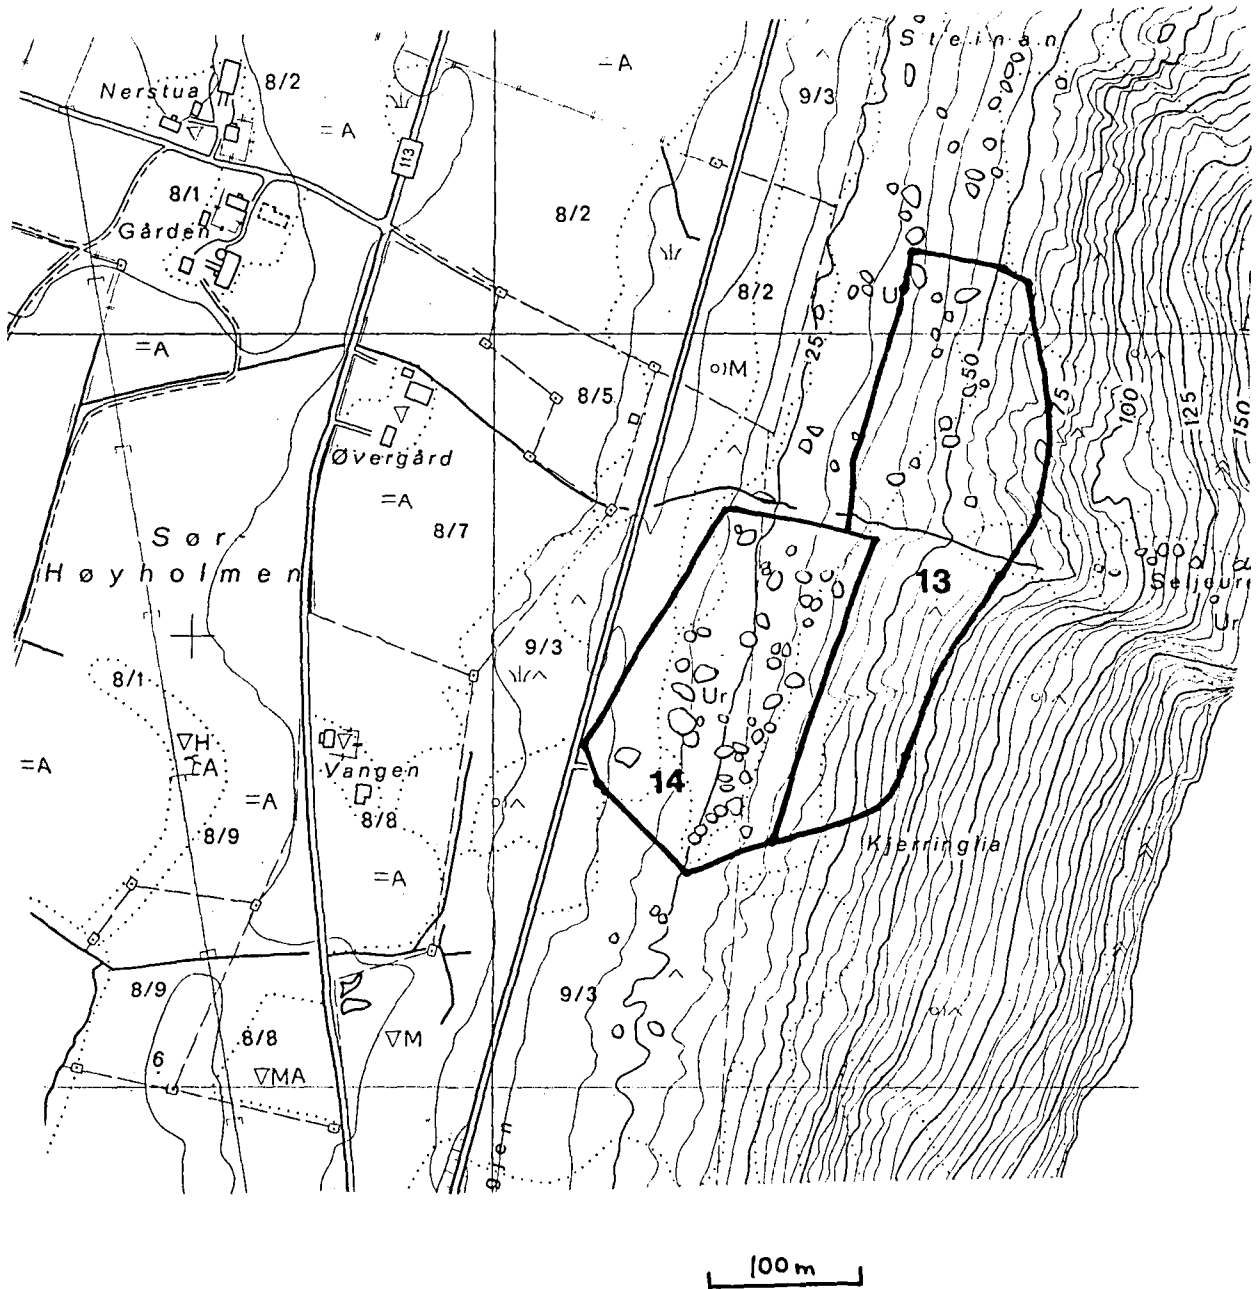 Steinan
8/2
A
9/3
Nerstua
=A
113
8/1
8/2
Gården
8/2
U
=A
25
50
75
100
125
150
M
8/5
Øvergård
=A
8/7
Sør-
Høyholmen
13
Ur
9/3
8/1
Ur
H
=A
A
Vangen
14
=A
8/9
8/8
Kjerringlia
=A
8/9
9/3
8/8
M
6
MA
gjen
100m